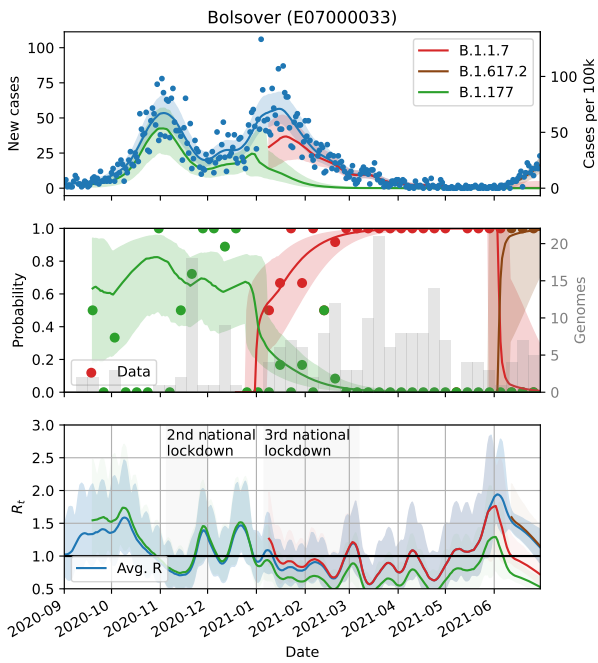 Bolsover (E07000033)
100
75
50
25
0
New cases
100
50
0
Cases per 100k
B.1.1.7
B.1.617.2
B.1.177
1.0
0.8
0.6
0.4
0.2
0.0
Probability
20
15
10
5
0
Genomes
Data
3.0
2.5
2.0
1.5
1.0
0.5
Rt
2nd national
lockdown
3rd national
lockdown
Avg. R
2020-09
2020-10
2020-11
2020-12
2021-01
2021-02
2021-03
2021-04
2021-05
2021-06
Date